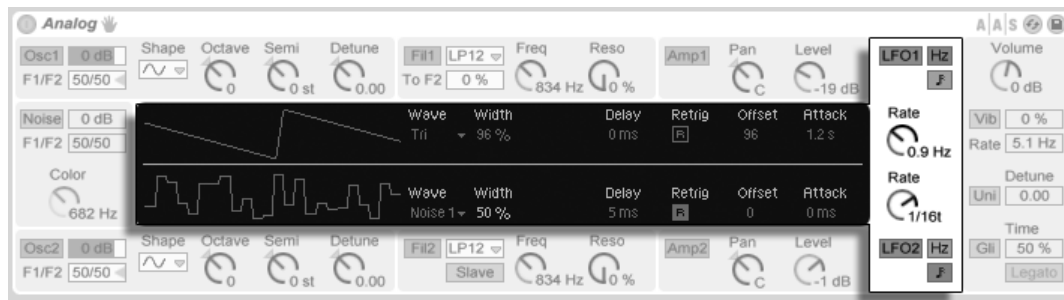 Analog
A|A|S
Osc1 0 dB Shape Octave Semi Detune Fil1 LP12 Freq Reso Amp1 Pan Level LFO1 Hz Volume
F1/F2 50/50 0 0 st 0.00 To F2 0 % 834 Hz 0 % C -19 dB 0 dB
Noise 0 dB Wave Width Delay Retrig Offset Attack Rate Vib 0 %
F1/F2 50/50 Tri 96 % 0 ms R 96 1.2 s 0.9 Hz Rate 5.1 Hz
Color Wave Width Delay Retrig Offset Attack Rate Detune
682 Hz Noise 1 50 % 5 ms R 0 0 ms 1/16t Uni 0.00
Osc2 0 dB Shape Octave Semi Detune Fil2 LP12 Freq Reso Amp2 Pan Level LFO2 Hz Time
Gli 50 %
F1/F2 50/50 0 0 st 0.00 Slave 834 Hz 0 % C -1 dB Legato